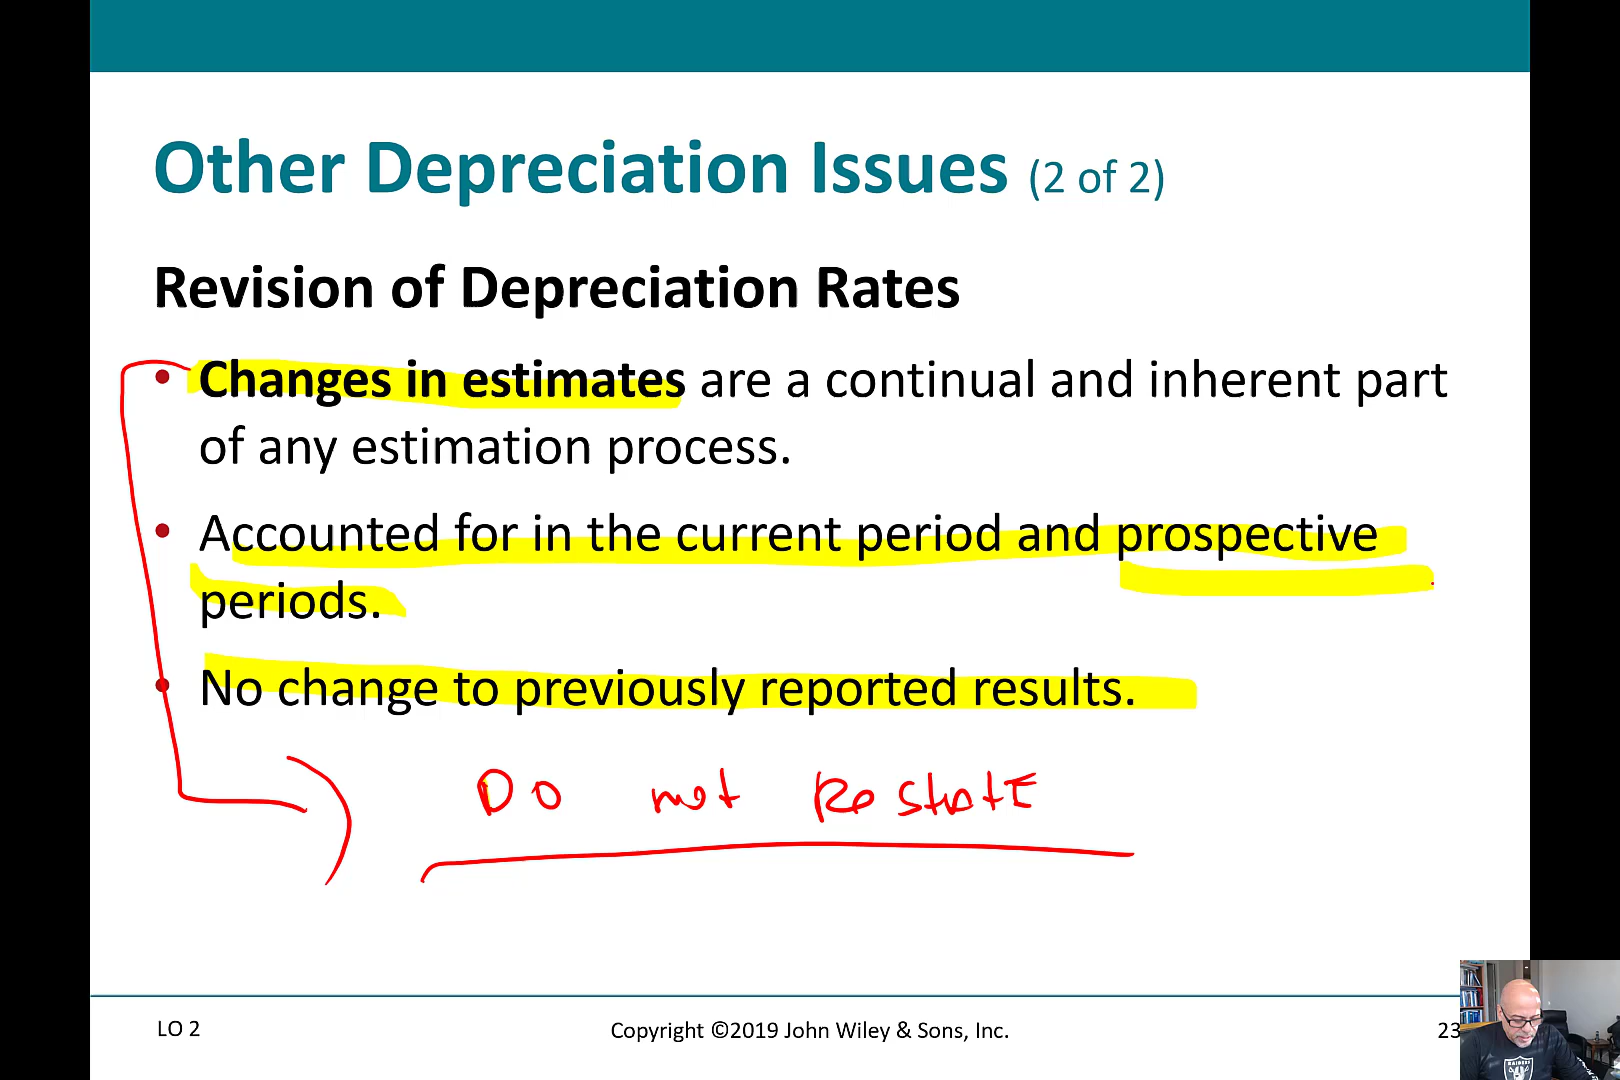 Other Depreciation Issues (2 of 2)
Revision of Depreciation Rates
• Changes in estimates are a continual and inherent part
of any estimation process.
• Accounted for in the current period and prospective
periods.
• No change to previously reported results.
Do not ReStatE
LO 2
Copyright ©2019 John Wiley & Sons, Inc.
23
RAIDERS